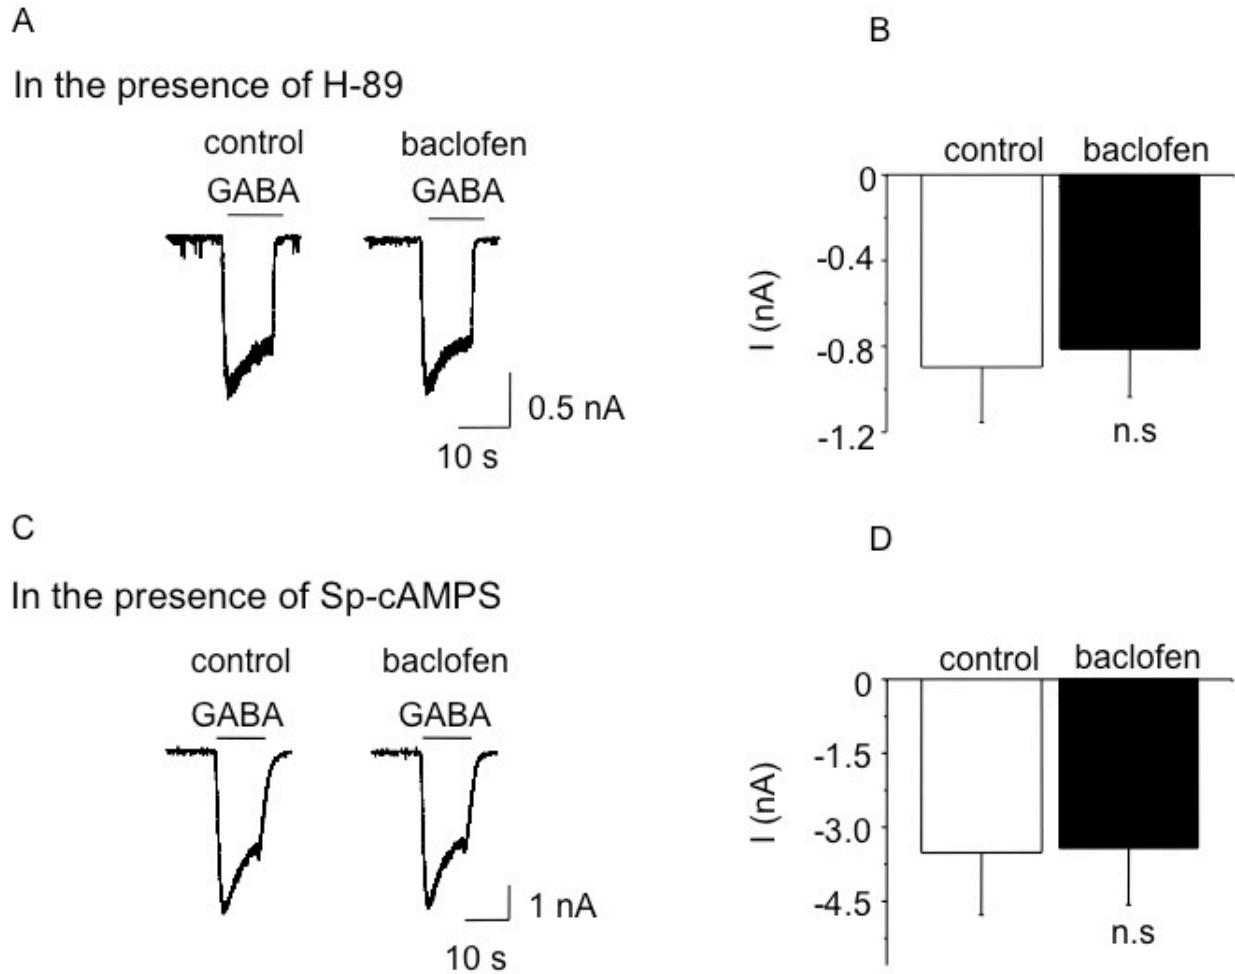 A
In the presence of H-89
control baclofen
GABA GABA
0.5 nA
10 s
B
control baclofen
0
-0.4
-0.8
-1.2
I (nA)
n.s
C
In the presence of Sp-cAMPS
control baclofen
GABA GABA
1 nA
10 s
D
control baclofen
0
-1.5
-3.0
-4.5
I (nA)
n.s